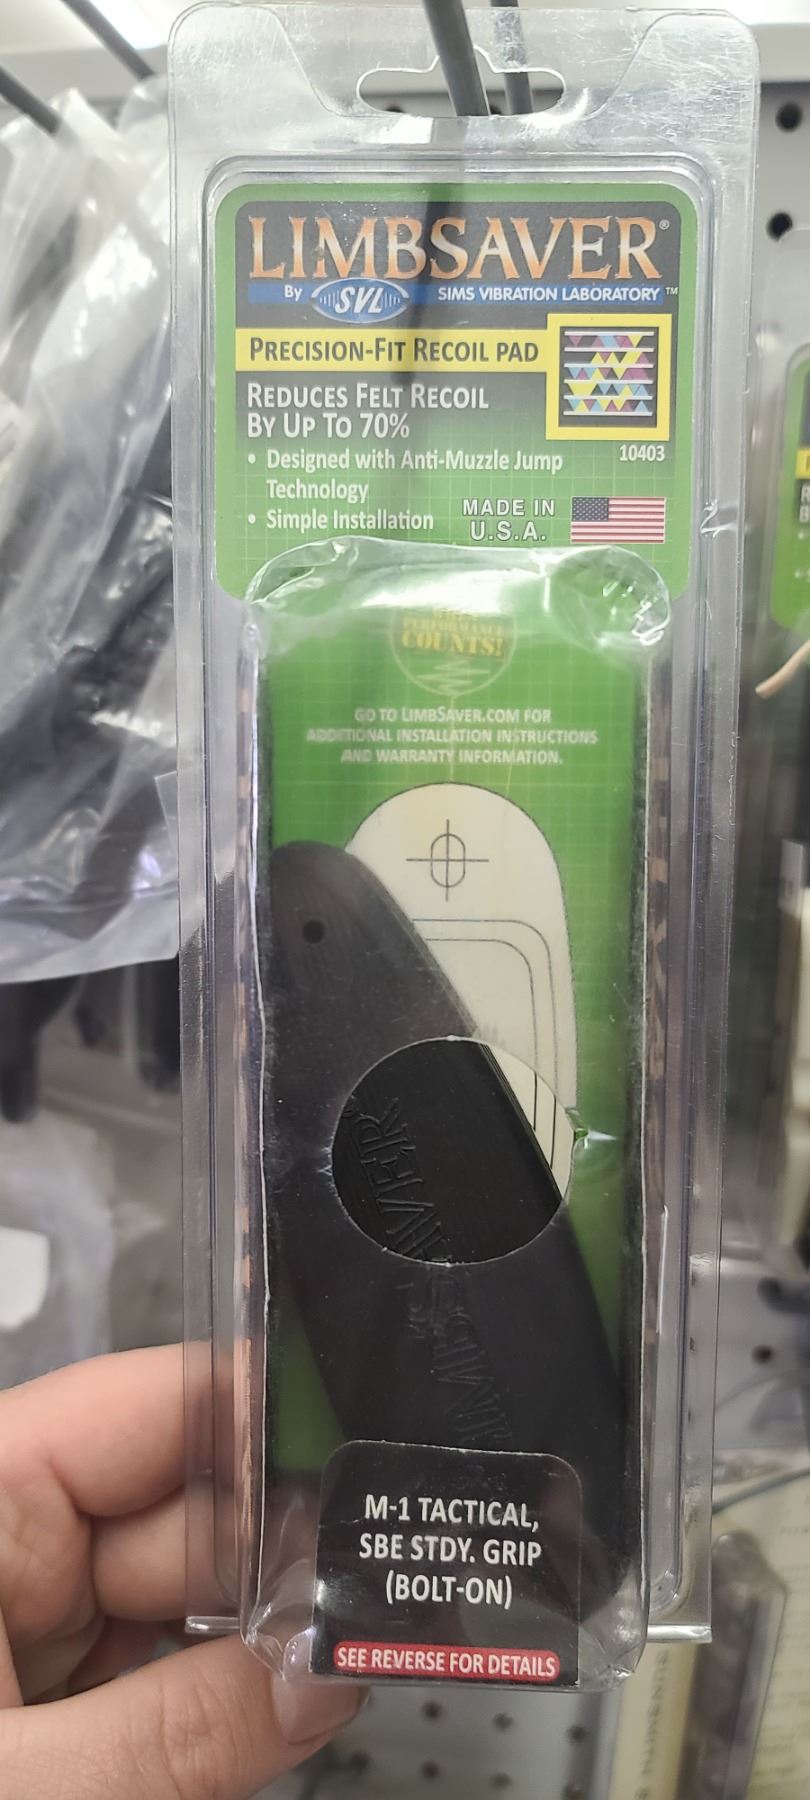 LIMBSAVER®
By SVL SIMS VIBRATION LABORATORY™
PRECISION-FIT RECOIL PAD
REDUCES FELT RECOIL
BY UP TO 70%
10403
• Designed with Anti-Muzzle Jump
Technology
• Simple Installation
MADE IN
U.S.A.
PERFORMANCE
COUNTS!
GO TO LIMBSAVER.COM FOR
ADDITIONAL INSTALLATION INSTRUCTIONS
AND WARRANTY INFORMATION.
LIMBSAVER
M-1 TACTICAL,
SBE STDY. GRIP
(BOLT-ON)
SEE REVERSE FOR DETAILS